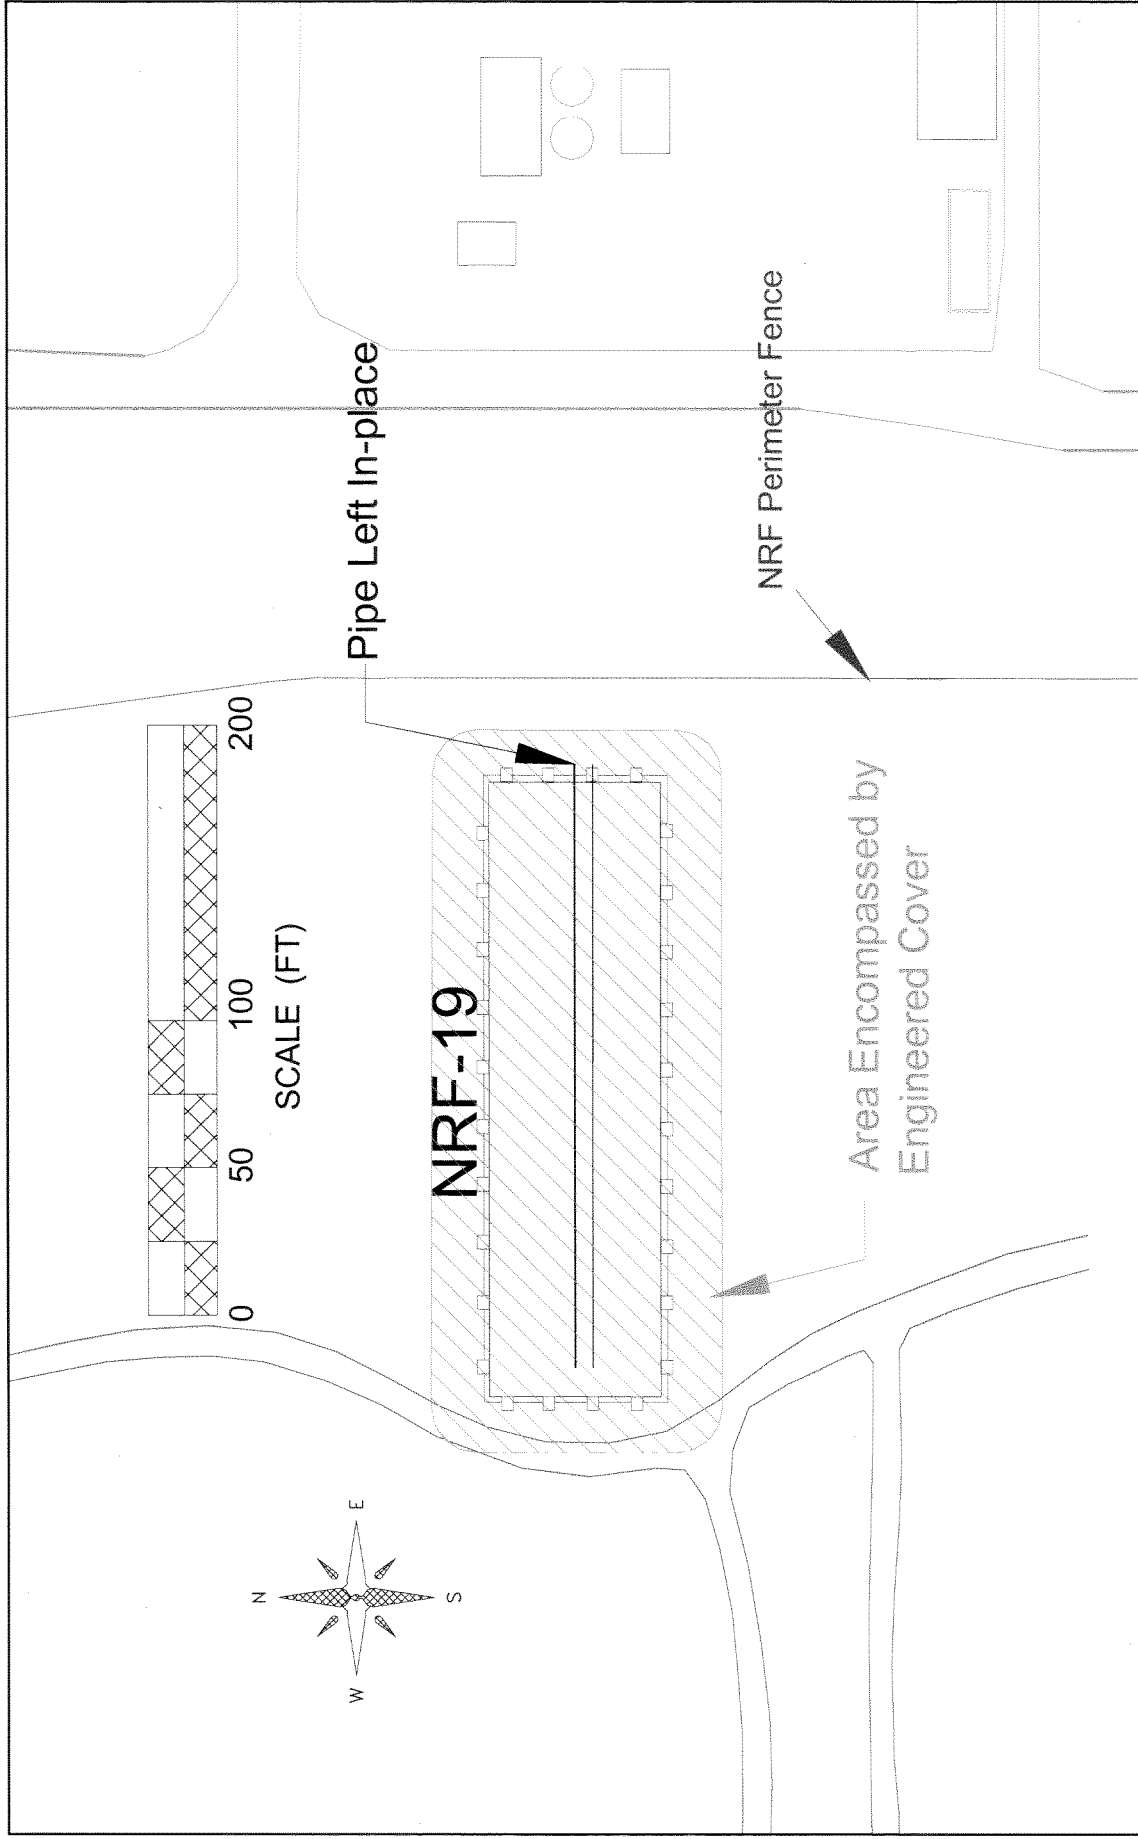 N
W
E
S
0
50
100
200
SCALE (FT)
NRF-19
Pipe Left In-place
NRF Perimeter Fence
Area Encompassed by
Engineered Cover